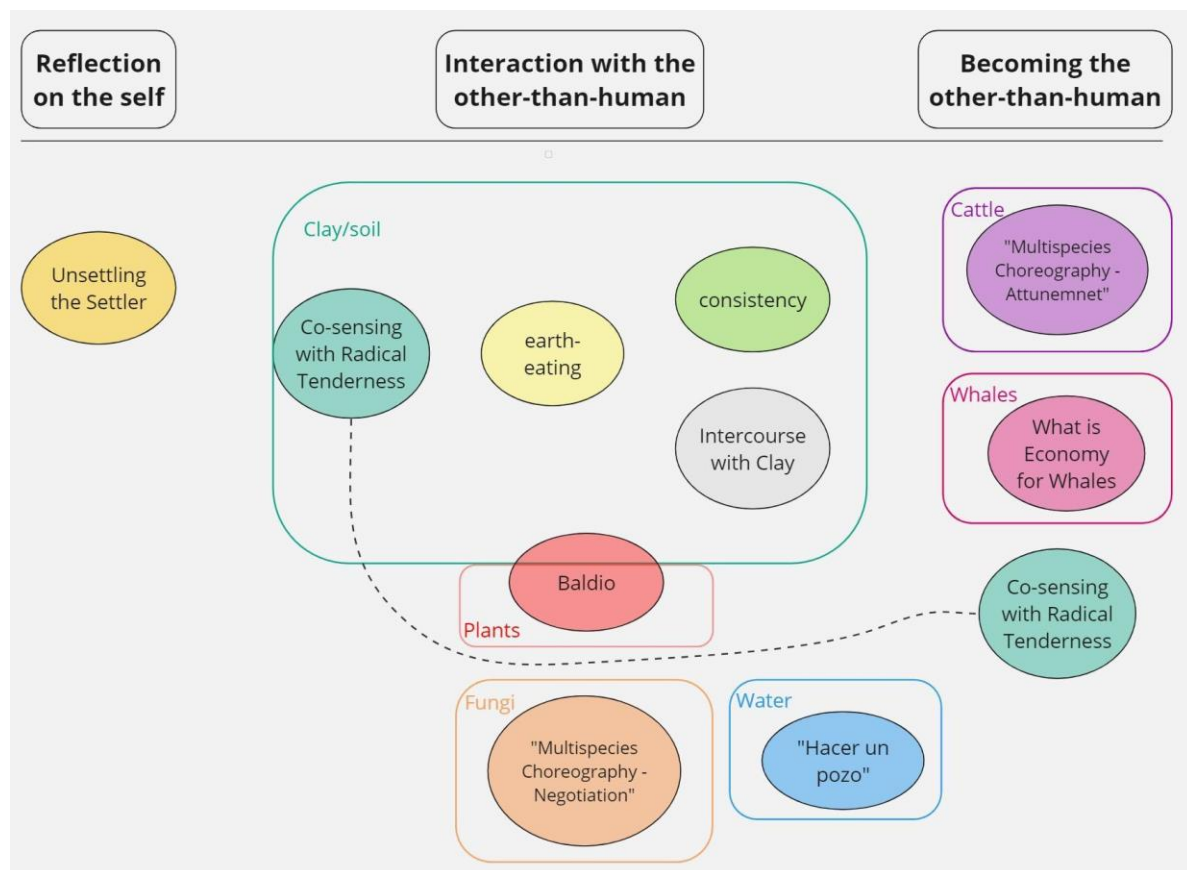 Reflection
on the self
Interaction with the
other-than-human
Becoming the
other-than-human
Clay/soil
Unsettling
the Settler
Co-sensing
with Radical
Tenderness
earth-
eating
consistency
Intercourse
with Clay
Cattle
"Multispecies
Choreography -
Attunemnet"
Whales
What is
Economy
for Whales
Baldio
Plants
Co-sensing
with Radical
Tenderness
Fungi
"Multispecies
Choreography -
Negotiation"
Water
"Hacer un
pozo"